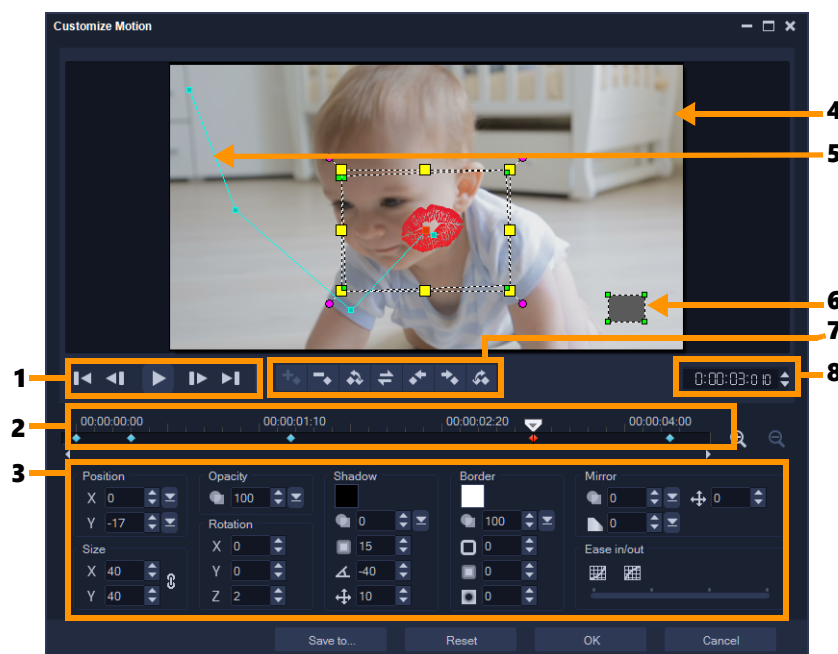 Customize Motion
4
5
6
7
1
0:00:03:010
8
2
00:00:00:00 00:00:01:10 00:00:02:20 00:00:04:00
3
Position Opacity Shadow Border Mirror
X 0 100 0 0
Y -17 0 100 0
Rotation
Size X 0 15 0 Ease in/out
X 40 Y 0 -40 0
Y 40 Z 2 10 0
Save to... Reset OK Cancel